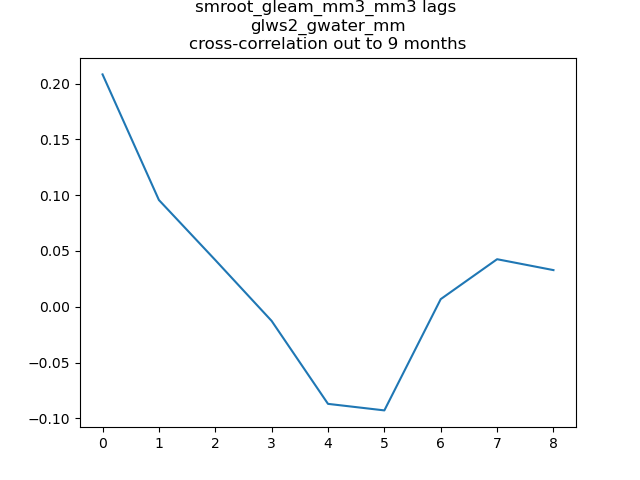 smroot_gleam_mm3_mm3 lags
glws2_gwater_mm
cross-correlation out to 9 months
0.20
0.15
0.10
0.05
0.00
−0.05
−0.10
0 1 2 3 4 5 6 7 8